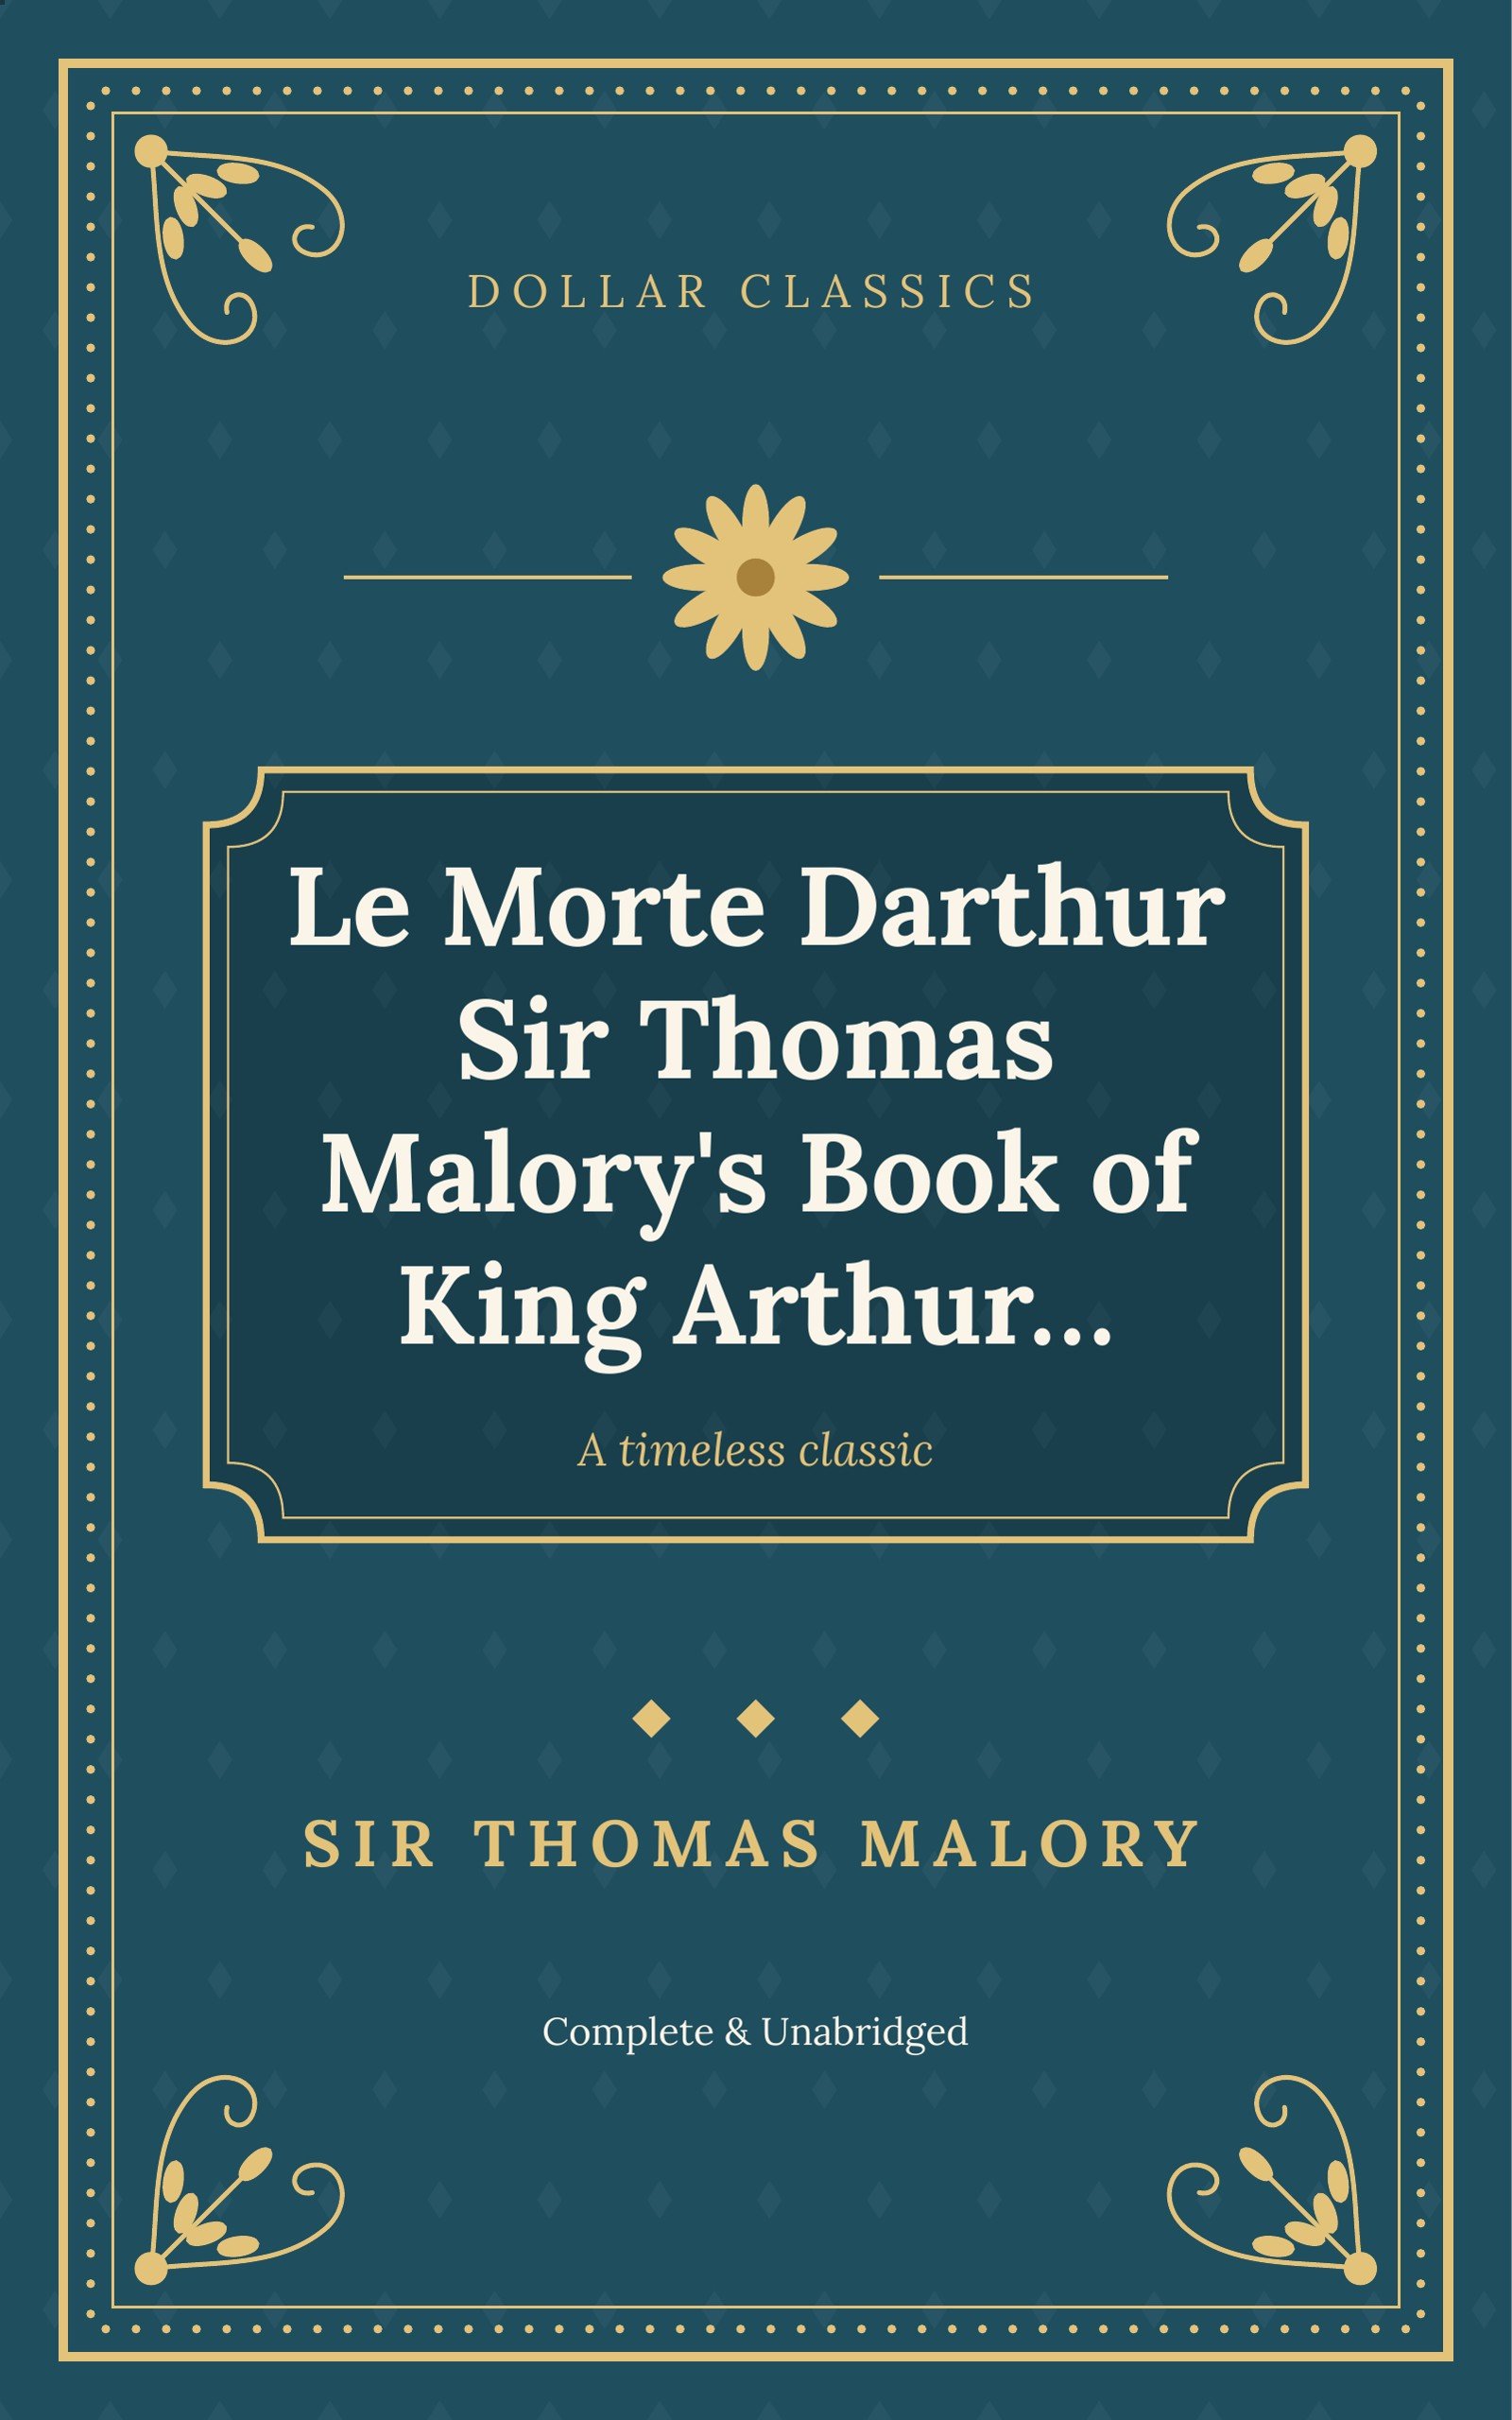 DOLLAR CLASSICS
Le Morte Darthur
Sir Thomas
Malory's Book of
King Arthur...
A timeless classic
SIR THOMAS MALORY
Complete & Unabridged